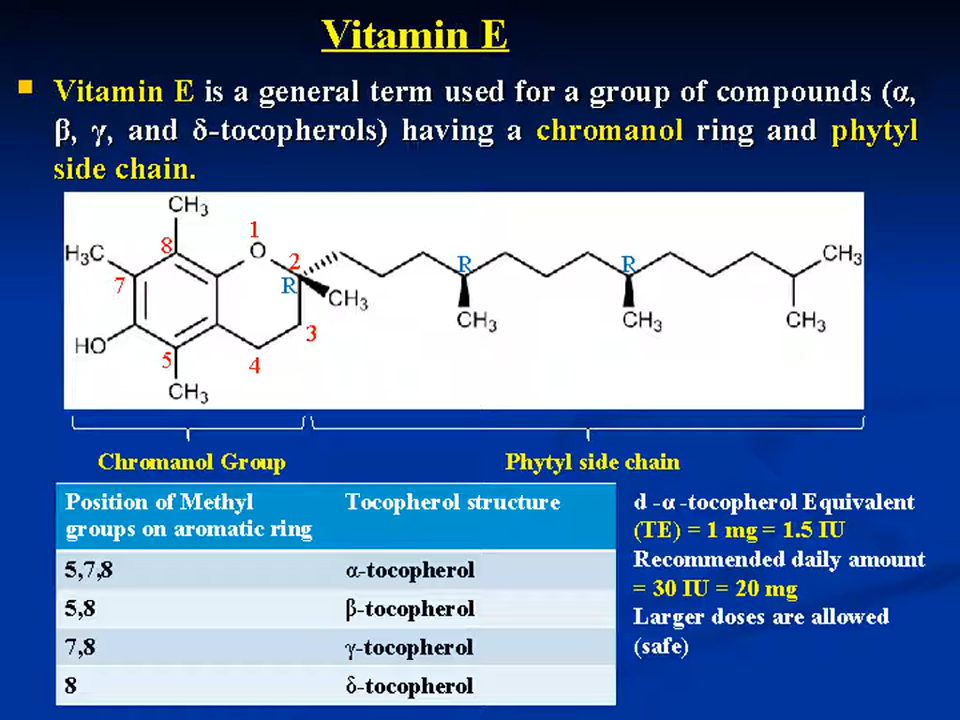 Vitamin E
Vitamin E is a general term used for a group of compounds (α,
β, γ, and δ-tocopherols) having a chromanol ring and phytyl
side chain.
CH₃
1
8
O
H₃C
2
R
R
R
CH₃
7
CH₃
CH₃
CH₃
CH₃
3
HO
5
4
CH₃
Chromanol Group
Phytyl side chain
Position of Methyl
groups on aromatic ring
Tocopherol structure
5,7,8 α-tocopherol
5,8 β-tocopherol
7,8 γ-tocopherol
8 δ-tocopherol
d -α -tocopherol Equivalent
(TE) = 1 mg = 1.5 IU
Recommended daily amount
= 30 IU = 20 mg
Larger doses are allowed
(safe)